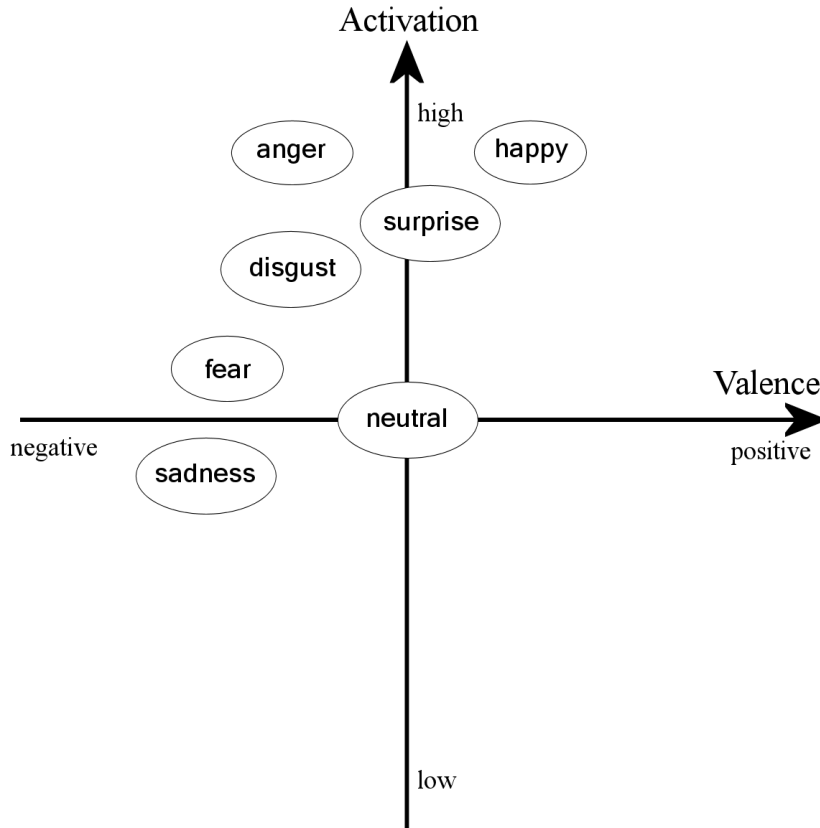 Activation
high
anger
happy
surprise
disgust
fear
Valence
neutral
negative
positive
sadness
low